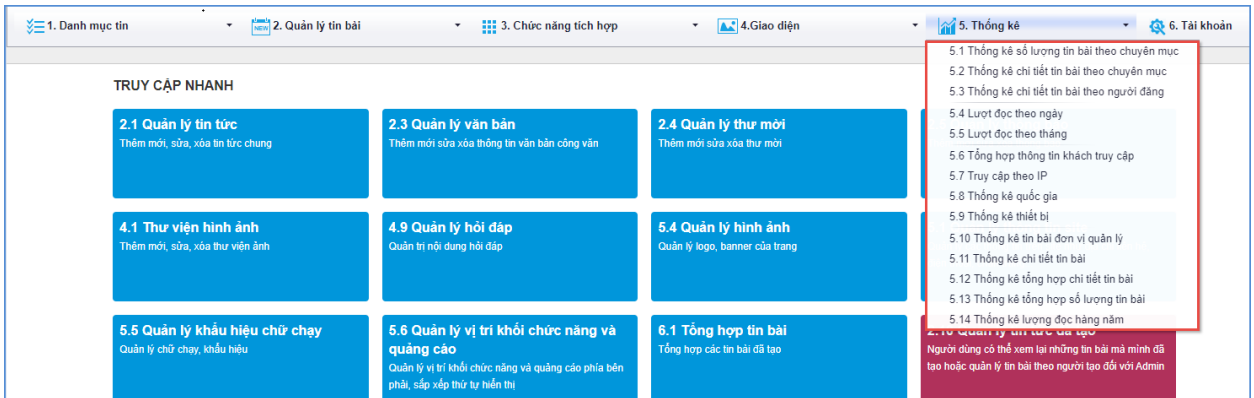 1. Danh mục tin
2. Quản lý tin bài
3. Chức năng tích hợp
4.Giao diện
5. Thống kê
6. Tài khoản
5.1 Thống kê số lượng tin bài theo chuyên mục
5.2 Thống kê chi tiết tin bài theo chuyên mục
5.3 Thống kê chi tiết tin bài theo người đăng
5.4 Lượt đọc theo ngày
5.5 Lượt đọc theo tháng
5.6 Tổng hợp thông tin khách truy cập
5.7 Truy cập theo IP
5.8 Thống kê quốc gia
5.9 Thống kê thiết bị
5.10 Thống kê tin bài đơn vị quản lý
5.11 Thống kê chi tiết tin bài
5.12 Thống kê tổng hợp chi tiết tin bài
5.13 Thống kê tổng hợp số lượng tin bài
5.14 Thống kê lượng đọc hàng năm
TRUY CẬP NHANH
2.1 Quản lý tin tức
Thêm mới, sửa, xóa tin tức chung
2.3 Quản lý văn bản
Thêm mới sửa xóa thông tin văn bản công văn
2.4 Quản lý thư mời
Thêm mới sửa xóa thư mời
4.1 Thư viện hình ảnh
Thêm mới, sửa, xóa thư viện ảnh
4.9 Quản lý hỏi đáp
Quản trị nội dung hỏi đáp
5.4 Quản lý hình ảnh
Quản lý logo, banner của trang
5.5 Quản lý khẩu hiệu chữ chạy
Quản lý chữ chạy, khẩu hiệu
5.6 Quản lý vị trí khối chức năng và
quảng cáo
Quản lý vị trí khối chức năng và quảng cáo phía bên
phải, sắp xếp thứ tự hiển thị
6.1 Tổng hợp tin bài
Tổng hợp các tin bài đã tạo
2.10 Quản lý tin tức đã tạo
Người dùng có thể xem lại những tin bài mà mình đã
tạo hoặc quản lý tin bài theo người tạo đối với Admin